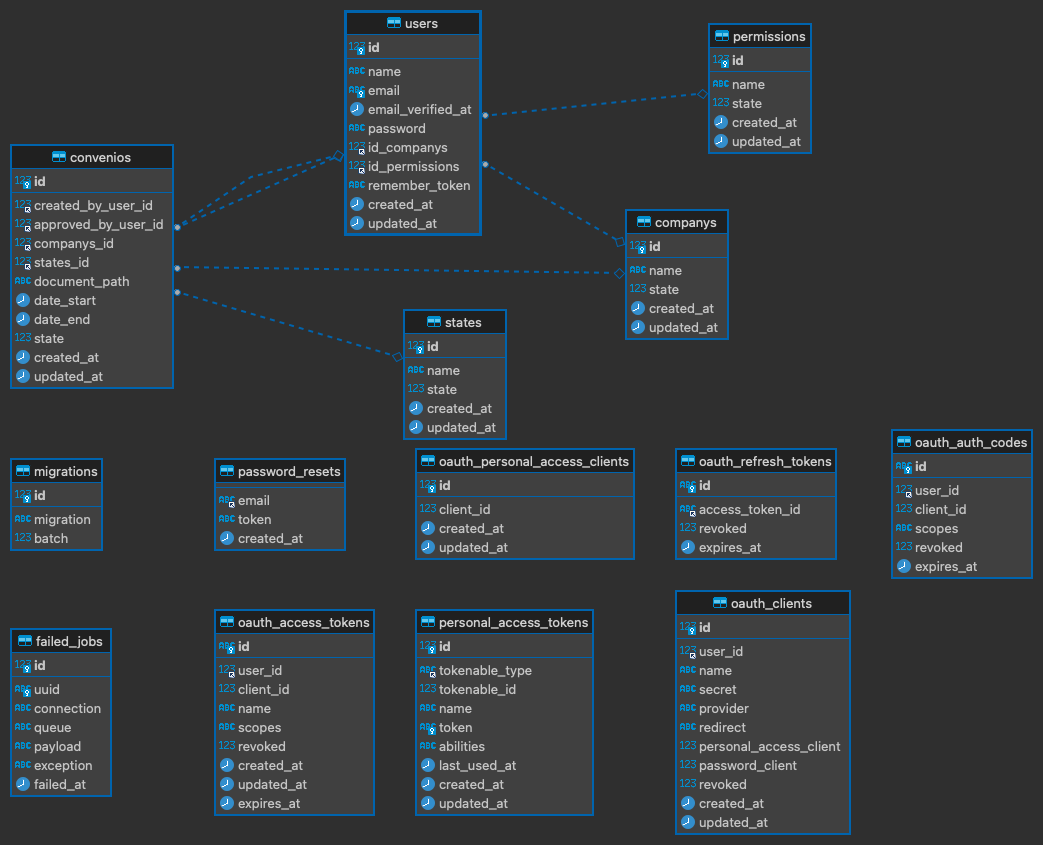 users
123 id
ABC name
ABC email
email_verified_at
ABC password
123 id_companys
123 id_permissions
ABC remember_token
created_at
updated_at
permissions
123 id
ABC name
123 state
created_at
updated_at
convenios
123 id
123 created_by_user_id
123 approved_by_user_id
123 companys_id
123 states_id
ABC document_path
date_start
date_end
123 state
created_at
updated_at
companys
123 id
ABC name
123 state
created_at
updated_at
states
123 id
ABC name
123 state
created_at
updated_at
migrations
123 id
ABC migration
123 batch
password_resets
ABC email
ABC token
created_at
oauth_personal_access_clients
123 id
123 client_id
created_at
updated_at
oauth_refresh_tokens
ABC id
ABC access_token_id
123 revoked
expires_at
oauth_auth_codes
ABC id
123 user_id
123 client_id
ABC scopes
123 revoked
expires_at
failed_jobs
123 id
ABC uuid
ABC connection
ABC queue
ABC payload
ABC exception
failed_at
oauth_access_tokens
ABC id
123 user_id
123 client_id
ABC name
ABC scopes
123 revoked
created_at
updated_at
expires_at
personal_access_tokens
123 id
ABC tokenable_type
123 tokenable_id
ABC name
ABC token
ABC abilities
last_used_at
created_at
updated_at
oauth_clients
123 id
123 user_id
ABC name
ABC secret
ABC provider
ABC redirect
123 personal_access_client
123 password_client
123 revoked
created_at
updated_at